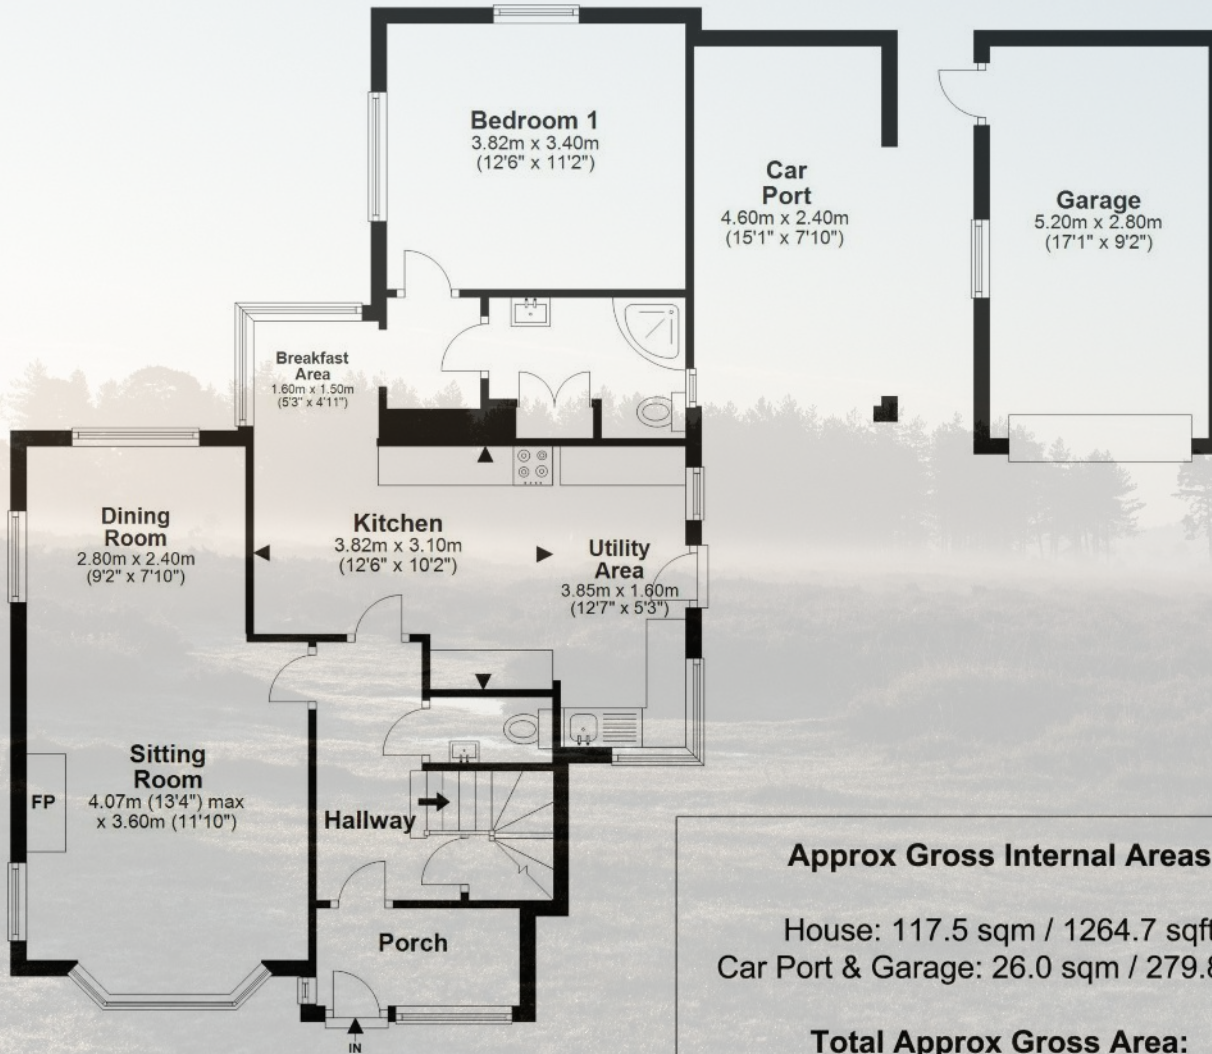 Bedroom 1
3.82m x 3.40m
(12'6" x 11'2")
Car
Port
4.60m x 2.40m
(15'1" x 7'10")
Garage
5.20m x 2.80m
(17'1" x 9'2")
Breakfast
Area
1.60m x 1.50m
(5'3" x 4'11")
Dining
Room
2.80m x 2.40m
(9'2" x 7'10")
Kitchen
3.82m x 3.10m
(12'6" x 10'2")
Utility
Area
3.85m x 1.60m
(12'7" x 5'3")
Sitting
Room
4.07m (13'4") max
x 3.60m (11'10")
FP
Hallway
Porch
IN
Approx Gross Internal Areas
House: 117.5 sqm / 1264.7 sqft
Car Port & Garage: 26.0 sqm / 279.8
Total Approx Gross Area: